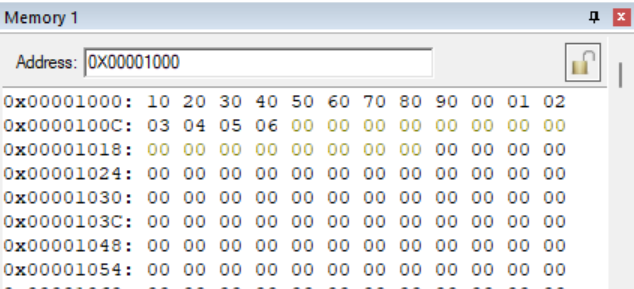 Memory 1
Address: 0X00001000
0x00001000: 10 20 30 40 50 60 70 80 90 00 01 02
0x0000100C: 03 04 05 06 00 00 00 00 00 00 00 00
0x00001018: 00 00 00 00 00 00 00 00 00 00 00 00
0x00001024: 00 00 00 00 00 00 00 00 00 00 00 00
0x00001030: 00 00 00 00 00 00 00 00 00 00 00 00
0x0000103C: 00 00 00 00 00 00 00 00 00 00 00 00
0x00001048: 00 00 00 00 00 00 00 00 00 00 00 00
0x00001054: 00 00 00 00 00 00 00 00 00 00 00 00